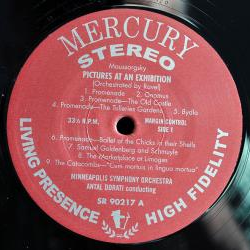 MERCURY
STEREO
Moussorgsky
PICTURES AT AN EXHIBITION
[Orchestrated by Ravel]
1. Promenade 2. Gnomus
3. Promenade—The Old Castle
4. Promenade—The Tuileries Gardens 5. Bydlo
33⅓ R.P.M.
MARGIN CONTROL
SIDE 1
6. Promenade—Ballet of the Chicks in their Shells
7. Samuel Goldenberg and Schmuyle
8. The Marketplace at Limoges
9. The Catacombs—"Cum mortuis in lingua mortua"
MINNEAPOLIS SYMPHONY ORCHESTRA
ANTAL DORATI conducting
SR 90217 A
LIVING PRESENCE
HIGH FIDELITY